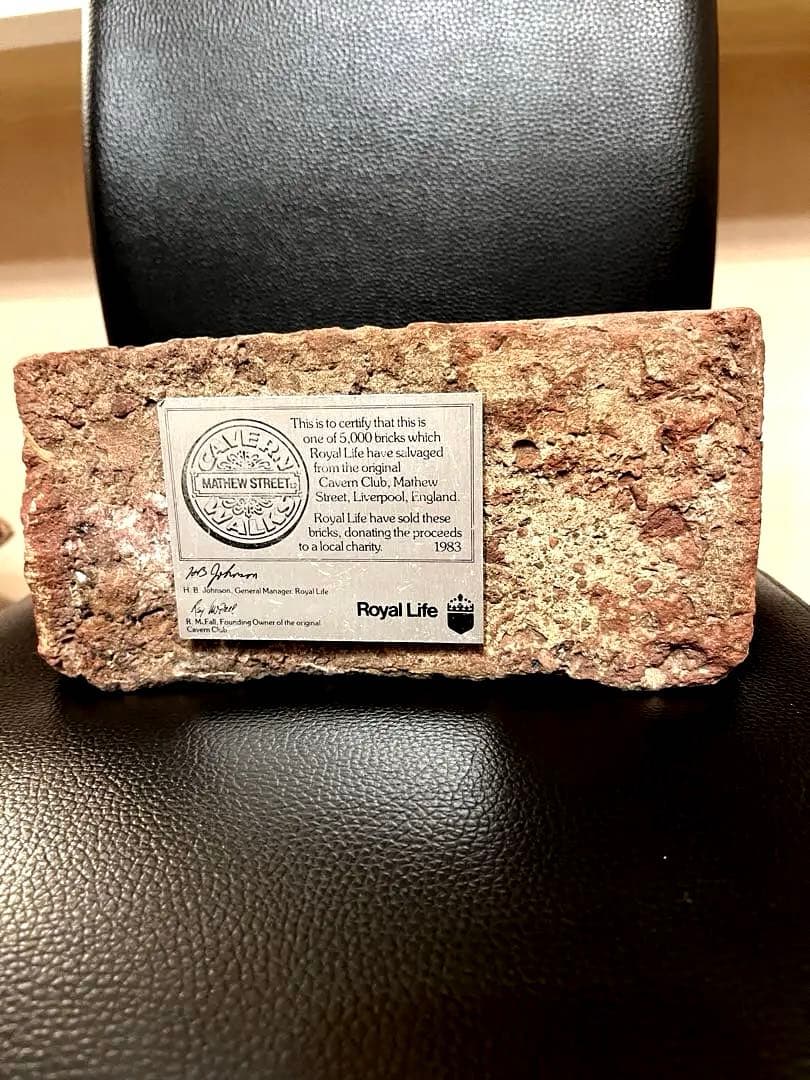 CAVERN
MATHEW STREET
WALKS
This is to certify that this is
one of 5,000 bricks which
Royal Life have salvaged
from the original
Cavern Club, Mathew
Street, Liverpool, England.
Royal Life have sold these
bricks, donating the proceeds
to a local charity. 1983
HB Johnson
H. B. Johnson, General Manager, Royal Life
R. McFall, Founding Owner of the original
Cavern Club
Royal Life